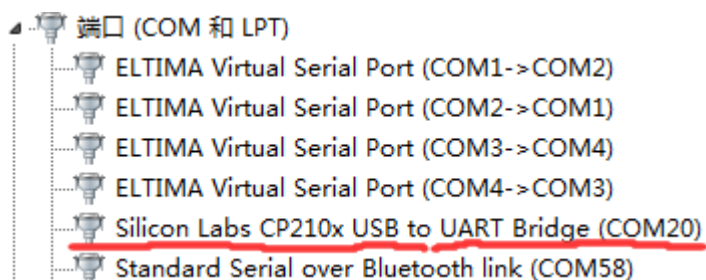 端口 (COM 和 LPT)
ELTIMA Virtual Serial Port (COM1->COM2)
ELTIMA Virtual Serial Port (COM2->COM1)
ELTIMA Virtual Serial Port (COM3->COM4)
ELTIMA Virtual Serial Port (COM4->COM3)
Silicon Labs CP210x USB to UART Bridge (COM20)
Standard Serial over Bluetooth link (COM58)